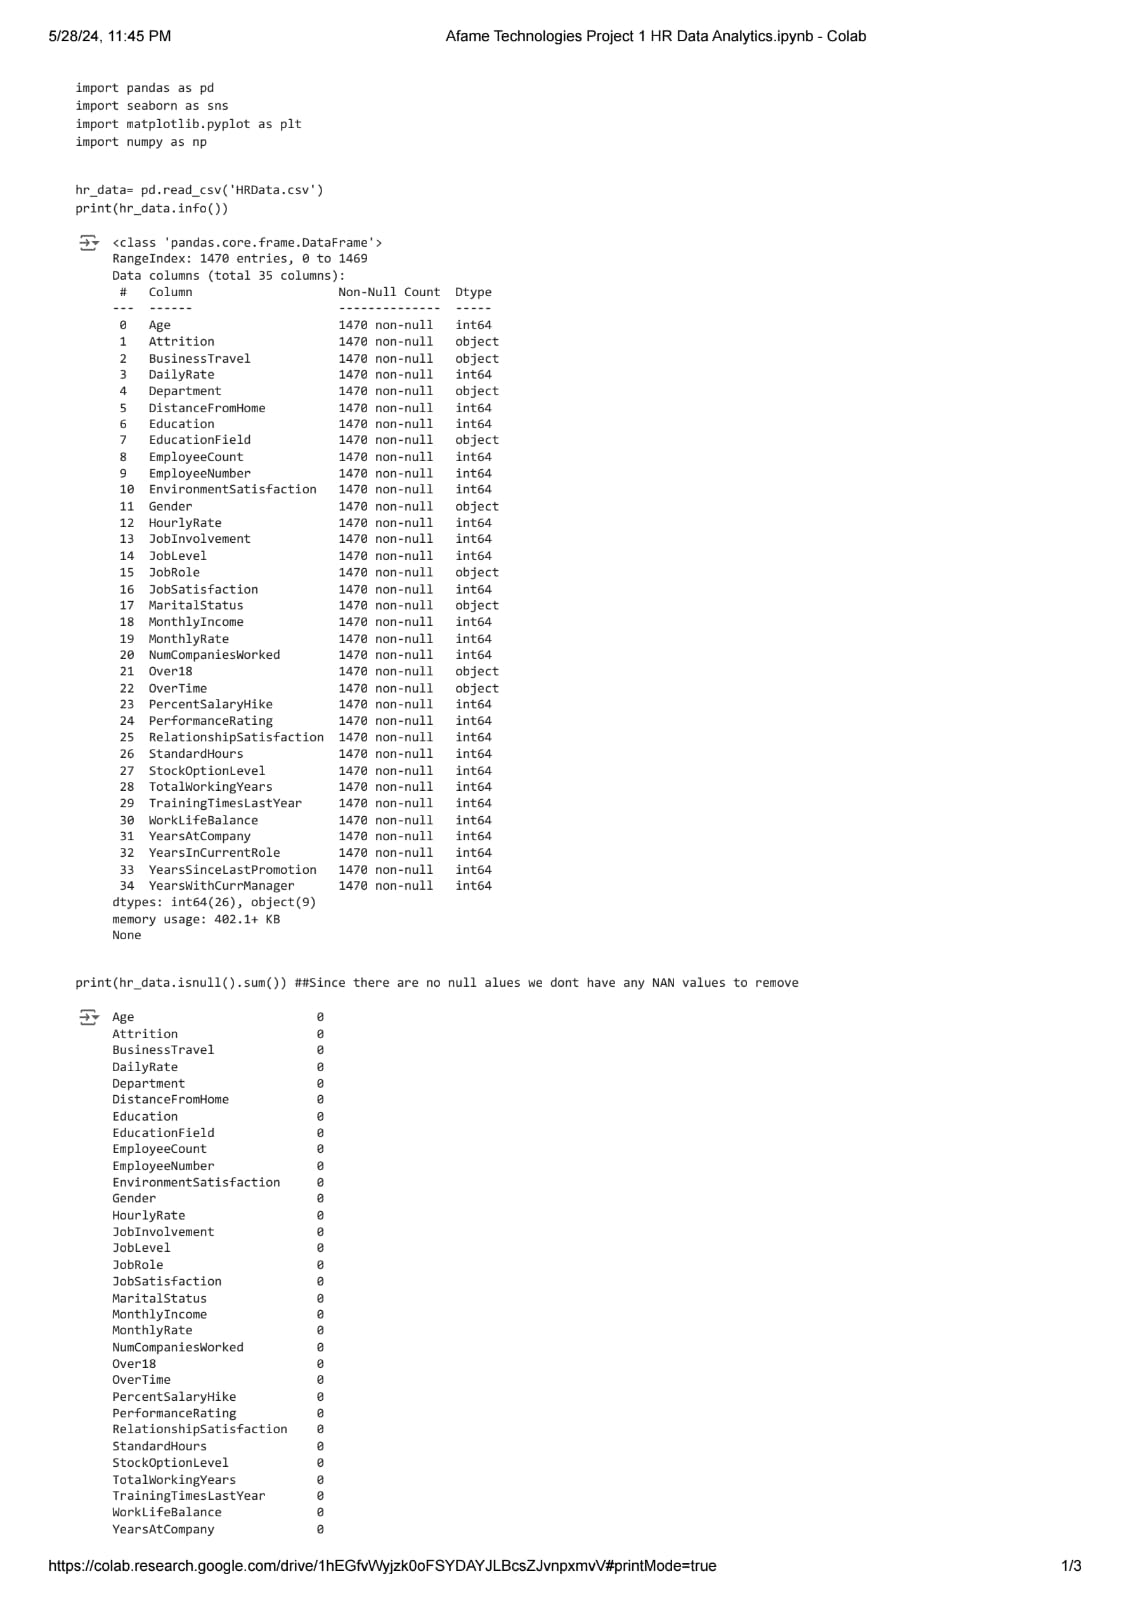 5/28/24, 11:45 PM Afame Technologies Project 1 HR Data Analytics.ipynb - Colab
import pandas as pd
import seaborn as sns
import matplotlib.pyplot as plt
import numpy as np
hr_data= pd.read_csv('HRData.csv')
print(hr_data.info())
<class 'pandas.core.frame.DataFrame'>
RangeIndex: 1470 entries, 0 to 1469
Data columns (total 35 columns):
# Column Non-Null Count Dtype
--- ------ -------------- -----
0 Age 1470 non-null int64
1 Attrition 1470 non-null object
2 BusinessTravel 1470 non-null object
3 DailyRate 1470 non-null int64
4 Department 1470 non-null object
5 DistanceFromHome 1470 non-null int64
6 Education 1470 non-null int64
7 EducationField 1470 non-null object
8 EmployeeCount 1470 non-null int64
9 EmployeeNumber 1470 non-null int64
10 EnvironmentSatisfaction 1470 non-null int64
11 Gender 1470 non-null object
12 HourlyRate 1470 non-null int64
13 JobInvolvement 1470 non-null int64
14 JobLevel 1470 non-null int64
15 JobRole 1470 non-null object
16 JobSatisfaction 1470 non-null int64
17 MaritalStatus 1470 non-null object
18 MonthlyIncome 1470 non-null int64
19 MonthlyRate 1470 non-null int64
20 NumCompaniesWorked 1470 non-null int64
21 Over18 1470 non-null object
22 OverTime 1470 non-null object
23 PercentSalaryHike 1470 non-null int64
24 PerformanceRating 1470 non-null int64
25 RelationshipSatisfaction 1470 non-null int64
26 StandardHours 1470 non-null int64
27 StockOptionLevel 1470 non-null int64
28 TotalWorkingYears 1470 non-null int64
29 TrainingTimesLastYear 1470 non-null int64
30 WorkLifeBalance 1470 non-null int64
31 YearsAtCompany 1470 non-null int64
32 YearsInCurrentRole 1470 non-null int64
33 YearsSinceLastPromotion 1470 non-null int64
34 YearsWithCurrManager 1470 non-null int64
dtypes: int64(26), object(9)
memory usage: 402.1+ KB
None
print(hr_data.isnull().sum()) ##Since there are no null alues we dont have any NAN values to remove
Age 0
Attrition 0
BusinessTravel 0
DailyRate 0
Department 0
DistanceFromHome 0
Education 0
EducationField 0
EmployeeCount 0
EmployeeNumber 0
EnvironmentSatisfaction 0
Gender 0
HourlyRate 0
JobInvolvement 0
JobLevel 0
JobRole 0
JobSatisfaction 0
MaritalStatus 0
MonthlyIncome 0
MonthlyRate 0
NumCompaniesWorked 0
Over18 0
OverTime 0
PercentSalaryHike 0
PerformanceRating 0
RelationshipSatisfaction 0
StandardHours 0
StockOptionLevel 0
TotalWorkingYears 0
TrainingTimesLastYear 0
WorkLifeBalance 0
YearsAtCompany 0
https://colab.research.google.com/drive/1hEGfvWyjzk0oFSYDAYJLBcsZJvnpxmvV#printMode=true 1/3